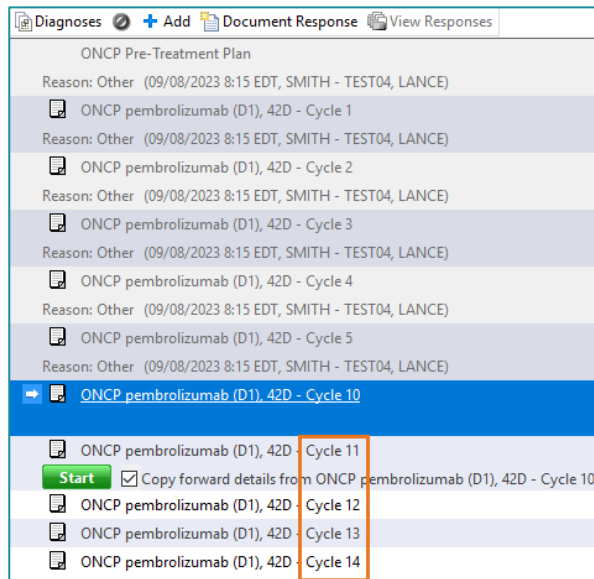 Diagnoses Add Document Response View Responses
ONCP Pre-Treatment Plan
Reason: Other (09/08/2023 8:15 EDT, SMITH - TEST04, LANCE)
ONCP pembrolizumab (D1), 42D - Cycle 1
Reason: Other (09/08/2023 8:15 EDT, SMITH - TEST04, LANCE)
ONCP pembrolizumab (D1), 42D - Cycle 2
Reason: Other (09/08/2023 8:15 EDT, SMITH - TEST04, LANCE)
ONCP pembrolizumab (D1), 42D - Cycle 3
Reason: Other (09/08/2023 8:15 EDT, SMITH - TEST04, LANCE)
ONCP pembrolizumab (D1), 42D - Cycle 4
Reason: Other (09/08/2023 8:15 EDT, SMITH - TEST04, LANCE)
ONCP pembrolizumab (D1), 42D - Cycle 5
Reason: Other (09/08/2023 8:15 EDT, SMITH - TEST04, LANCE)
ONCP pembrolizumab (D1), 42D - Cycle 10
ONCP pembrolizumab (D1), 42D - Cycle 11
Start Copy forward details from ONCP pembrolizumab (D1), 42D - Cycle 10
ONCP pembrolizumab (D1), 42D - Cycle 12
ONCP pembrolizumab (D1), 42D - Cycle 13
ONCP pembrolizumab (D1), 42D - Cycle 14